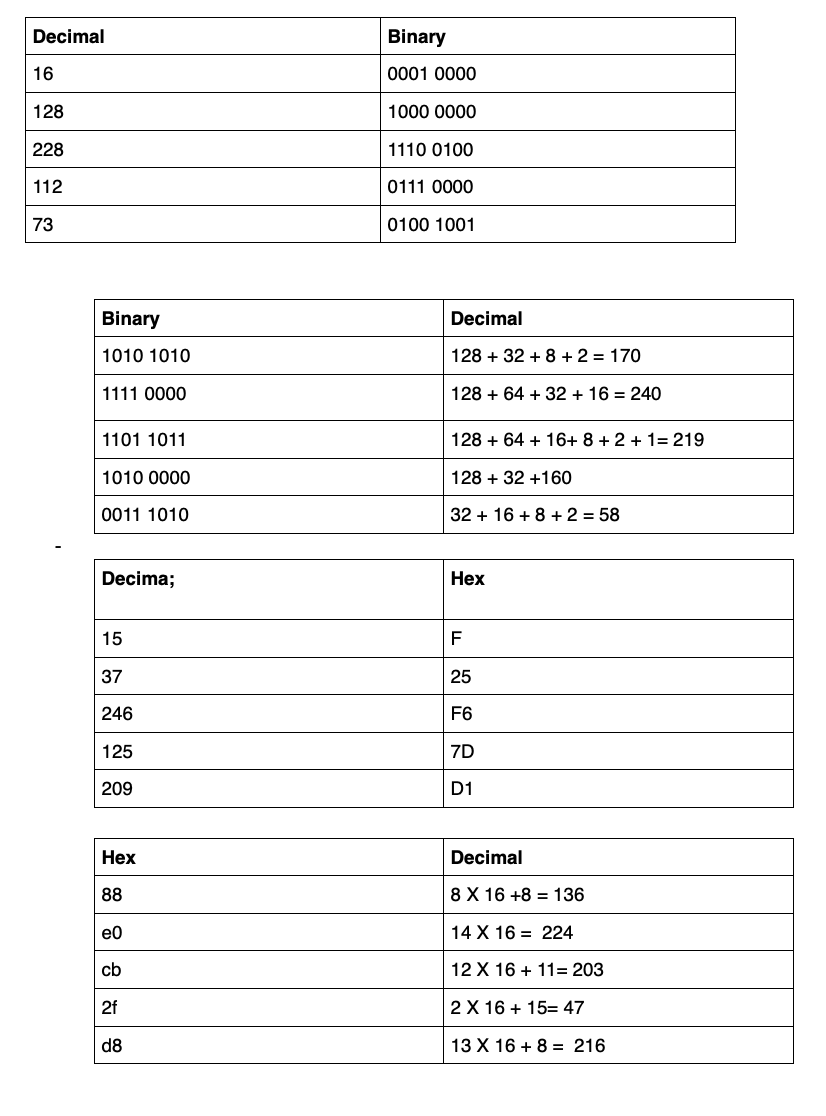 Decimal Binary
16 0001 0000
128 1000 0000
228 1110 0100
112 0111 0000
73 0100 1001
Binary Decimal
1010 1010 128 + 32 + 8 + 2 = 170
1111 0000 128 + 64 + 32 + 16 = 240
1101 1011 128 + 64 + 16+ 8 + 2 + 1= 219
1010 0000 128 + 32 +160
0011 1010 32 + 16 + 8 + 2 = 58
-
Decima; Hex
15 F
37 25
246 F6
125 7D
209 D1
Hex Decimal
88 8 X 16 +8 = 136
e0 14 X 16 = 224
cb 12 X 16 + 11= 203
2f 2 X 16 + 15= 47
d8 13 X 16 + 8 = 216